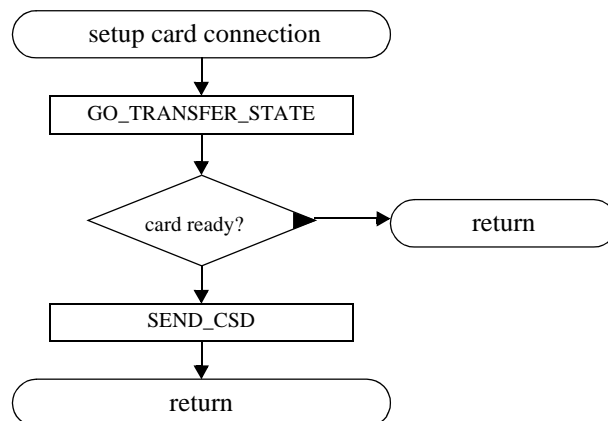 setup card connection
GO_TRANSFER_STATE
card ready?
return
SEND_CSD
return